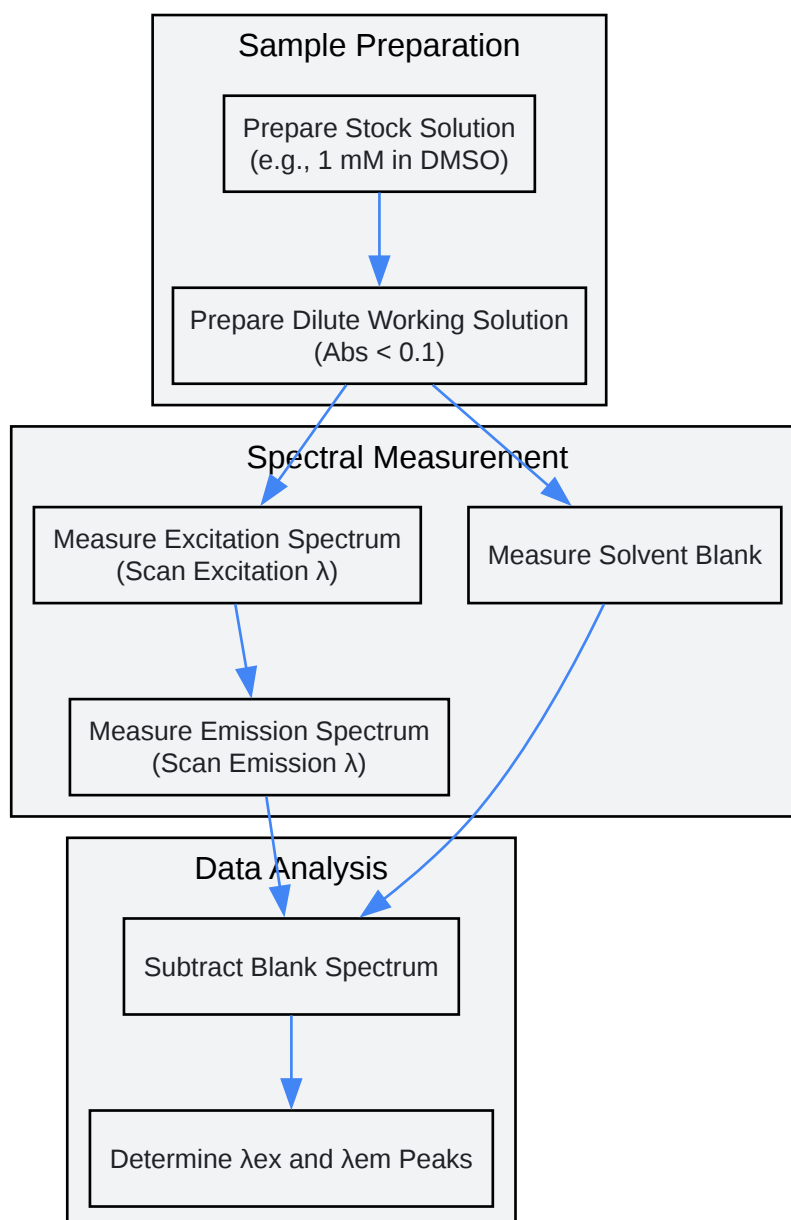 Sample Preparation
Prepare Stock Solution
(e.g., 1 mM in DMSO)
Prepare Dilute Working Solution
(Abs < 0.1)
Spectral Measurement
Measure Excitation Spectrum
(Scan Excitation λ)
Measure Solvent Blank
Measure Emission Spectrum
(Scan Emission λ)
Data Analysis
Subtract Blank Spectrum
Determine λex and λem Peaks